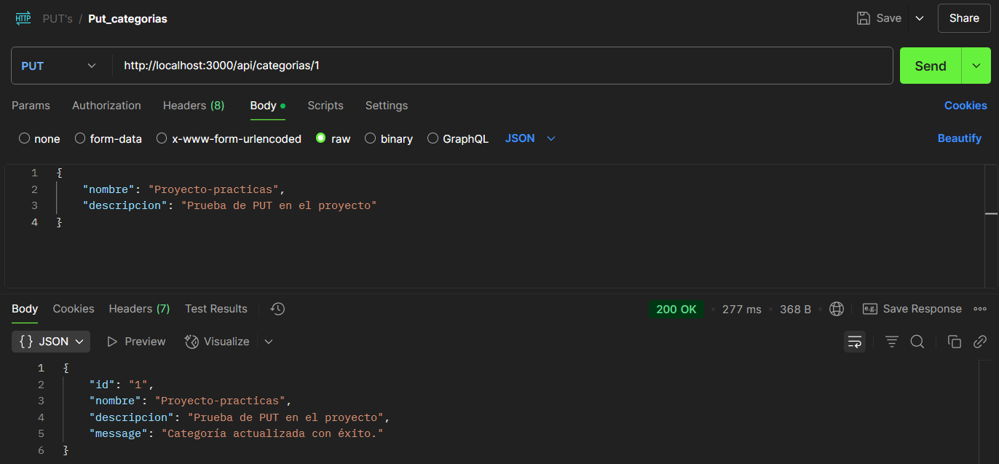 HTTP PUT's / Put_categorias Save Share
PUT http://localhost:3000/api/categorias/1 Send
Params Authorization Headers (8) Body Scripts Settings Cookies
none form-data x-www-form-urlencoded raw binary GraphQL JSON Beautify
1 {
2 "nombre": "Proyecto-practicas",
3 "descripcion": "Prueba de PUT en el proyecto"
4 }
Body Cookies Headers (7) Test Results 200 OK 277 ms 368 B e.g. Save Response
{} JSON Preview Visualize
1 {
2 "id": "1",
3 "nombre": "Proyecto-practicas",
4 "descripcion": "Prueba de PUT en el proyecto",
5 "message": "Categoría actualizada con éxito."
6 }